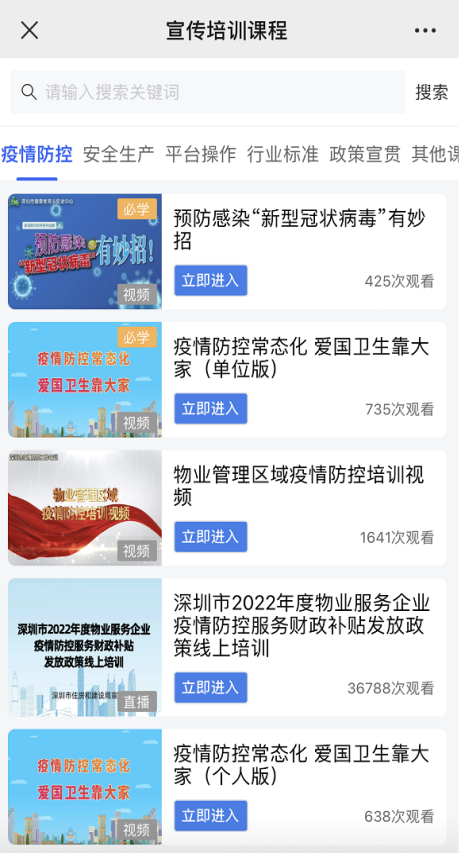 宣传培训课程
请输入搜索关键词
搜索
疫情防控 安全生产 平台操作 行业标准 政策宣贯 其他课
必学
预防感染
“新型冠状病毒”
有妙招!
视频
预防感染“新型冠状病毒”有妙
招
立即进入
425次观看
必学
疫情防控常态化
爱国卫生靠大家
视频
疫情防控常态化 爱国卫生靠大
家（单位版）
立即进入
735次观看
物业管理区域
疫情防控培训视频
视频
物业管理区域疫情防控培训视
频
立即进入
1641次观看
深圳市2022年度物业服务企业
疫情防控服务财政补贴
发放政策线上培训
深圳市住房和建设局宣
直播
深圳市2022年度物业服务企业
疫情防控服务财政补贴发放政
策线上培训
立即进入
36788次观看
疫情防控常态化
爱国卫生靠大家
视频
疫情防控常态化 爱国卫生靠大
家（个人版）
立即进入
638次观看